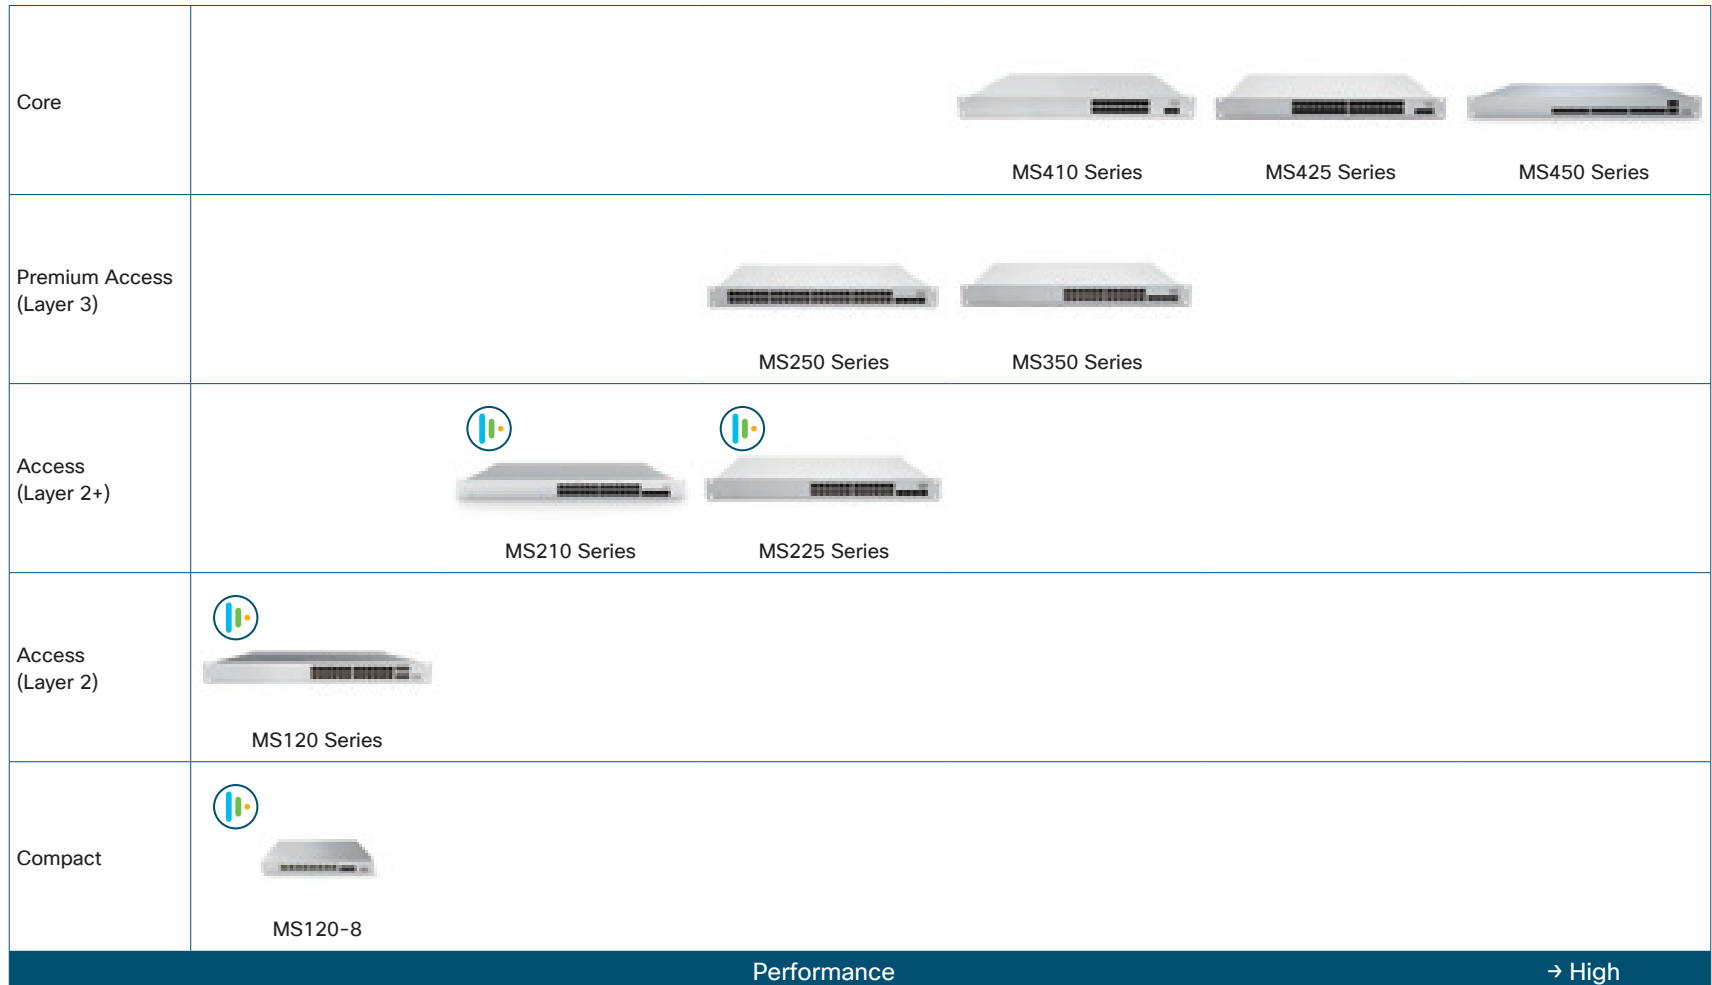 Core
MS410 Series
MS425 Series
MS450 Series
Premium Access
(Layer 3)
MS250 Series
MS350 Series
Access
(Layer 2+)
MS210 Series
MS225 Series
Access
(Layer 2)
MS120 Series
Compact
MS120-8
Performance
→ High